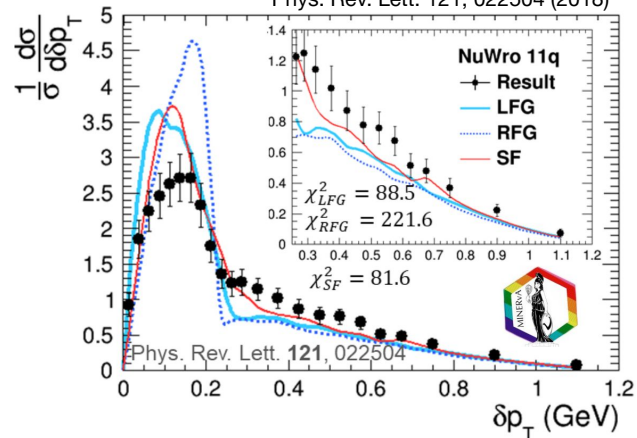 Phys. Rev. Lett. 121, 022504 (2018)
1/σ dσ/dδp_T
5
4.5
4
3.5
3
2.5
2
1.5
1
0.5
0
0 0.2 0.4 0.6 0.8 1 1.2
δp_T (GeV)
1.4
1.2
1
0.8
0.6
0.4
0.2
0
0.3 0.4 0.5 0.6 0.7 0.8 0.9 1 1.1 1.2
NuWro 11q
Result
LFG
RFG
SF
χ²_LFG = 88.5
χ²_RFG = 221.6
χ²_SF = 81.6
MINERvA
Phys. Rev. Lett. 121, 022504